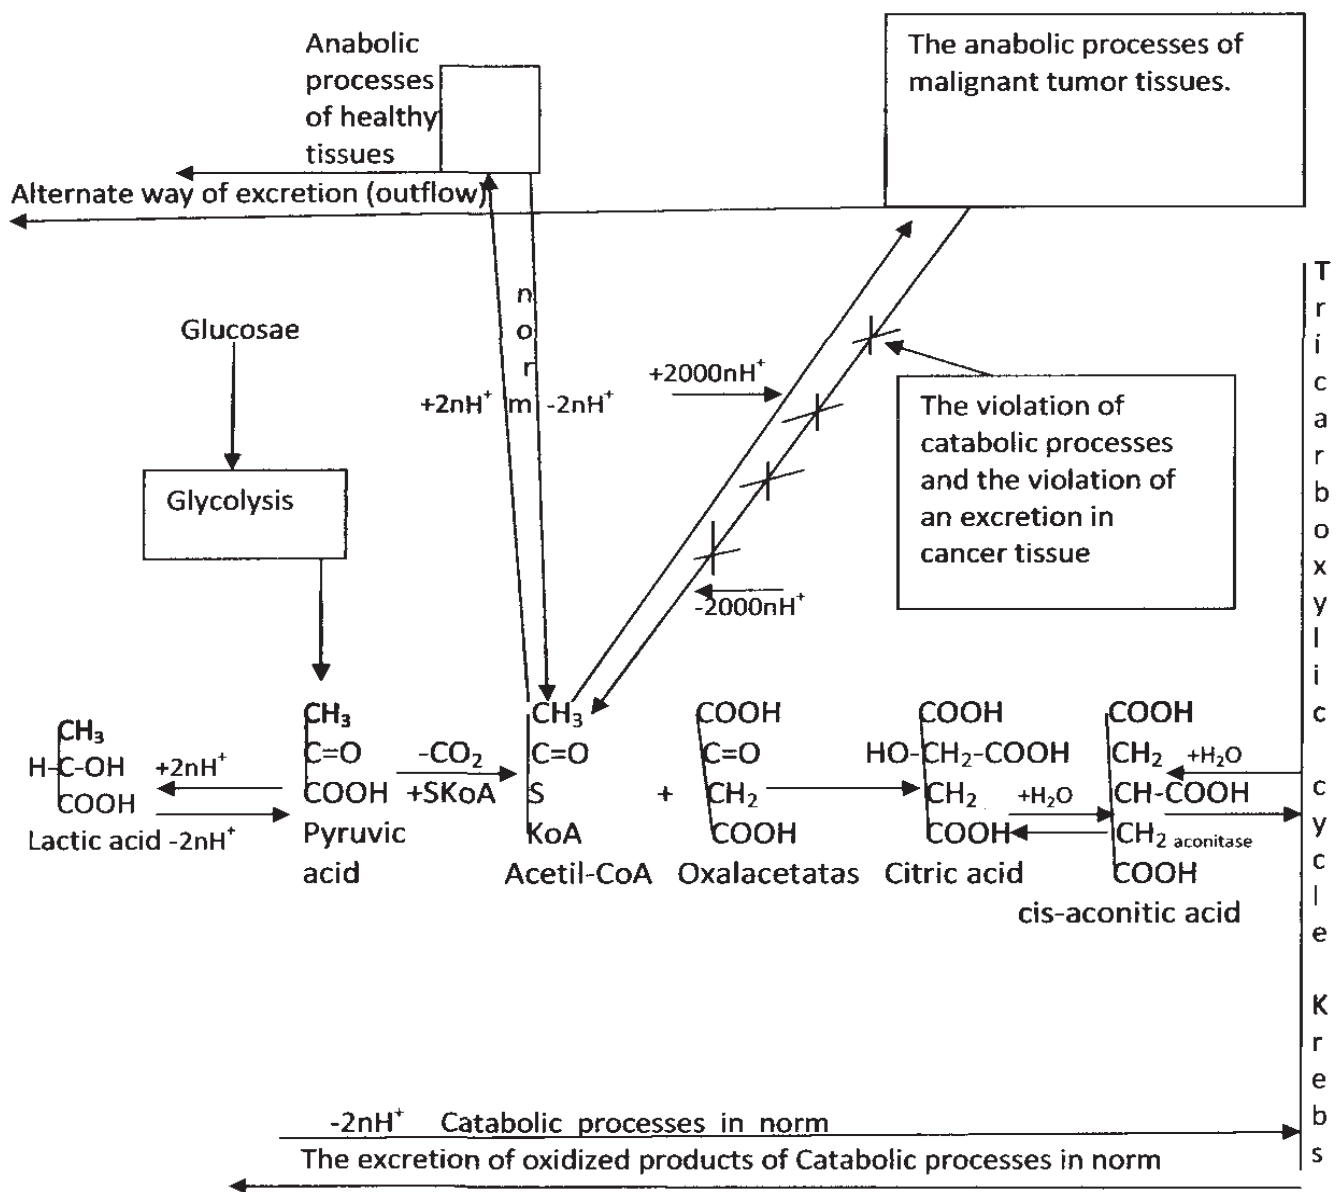 Anabolic
processes
of healthy
tissues
The anabolic processes of
malignant tumor tissues.
Alternate way of excretion (outflow)
norm
Glucosae
Glycolysis
+2nH⁺
-2nH⁺
+2000nH⁺
-2000nH⁺
The violation of
catabolic processes
and the violation of
an excretion in
cancer tissue
CH₃
H-C-OH
COOH
Lactic acid
+2nH⁺
-2nH⁺
CH₃
C=O
COOH
Pyruvic
acid
-CO₂
+SKoA
CH₃
C=O
S
KoA
Acetil-CoA
+
COOH
C=O
CH₂
COOH
Oxalacetatas
COOH
HO-CH₂-COOH
CH₂
COOH
Citric acid
+H₂O
COOH
CH₂
CH-COOH
CH₂ aconitase
COOH
cis-aconitic acid
+H₂O
Tricarboxylic cycle Krebs
-2nH⁺ Catabolic processes in norm
The excretion of oxidized products of Catabolic processes in norm